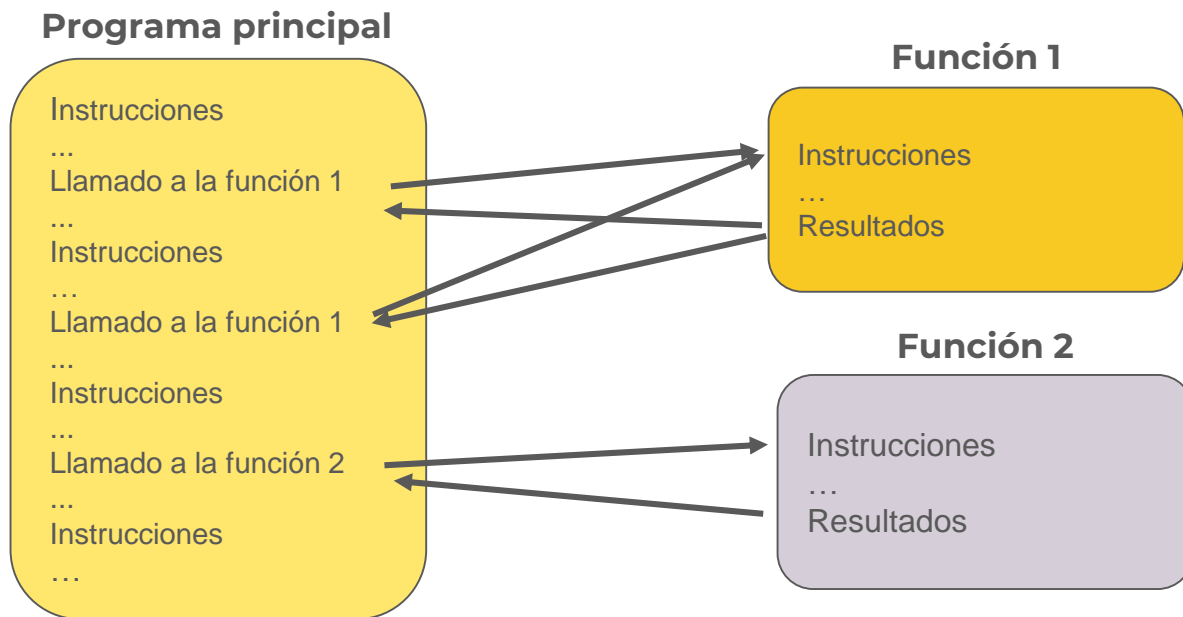 Programa principal
Instrucciones
...
Llamado a la función 1
...
Instrucciones
…
Llamado a la función 1
...
Instrucciones
...
Llamado a la función 2
...
Instrucciones
…
Función 1
Instrucciones
…
Resultados
Función 2
Instrucciones
…
Resultados